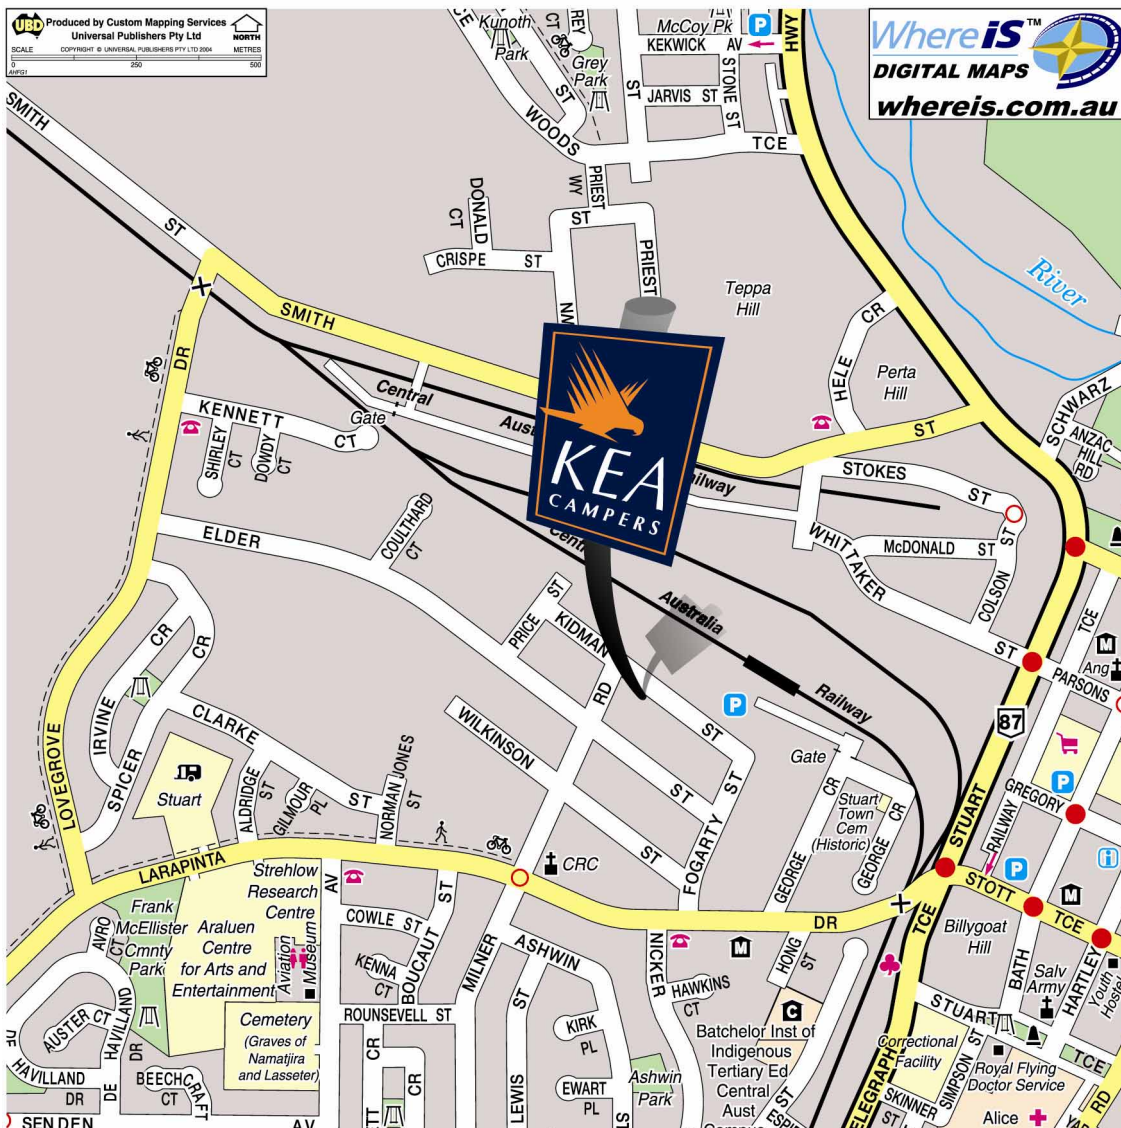 UBD
Produced by Custom Mapping Services
Universal Publishers Pty Ltd
NORTH
SCALE
COPYRIGHT © UNIVERSAL PUBLISHERS PTY LTD 2004
METRES
0 250 500
AHFG1
WhereiS™
DIGITAL MAPS
whereis.com.au
Kunoth
Park
CT
Grey
Park
McCoy Pk
P
KEKWICK AV
HWY
ST
STONE ST
JARVIS ST
WOODS
ST
TCE
SMITH
ST
PRIEST
WY
DONALD
CT
ST
PRIEST
CRISPE ST
River
Teppa
Hill
SMITH
DR
HELE CR
Perta
Hill
SCHWARZ
ANZAC
HILL
RD
KENNETT
CT
SHIRLEY
CT
DOWDY
CT
Gate
Central
KEA
CAMPERS
ST
STOKES
ST
ELDER
COULTHARD
CT
WHITTAKER
McDONALD ST
COLSON ST
ST
PARSONS
TCE
M
Ang
PRICE ST
KIDMAN
Australia
Railway
RD
ST
P
87
CR
CR
IRVINE
SPICER
CLARKE
ST
WILKINSON
ST
ST
Gate
LOVEGROVE
Stuart
ALDRIDGE
ST
GILMOUR
PL
NORMAN JONES
ST
FOGARTY ST
GEORGE CR
Stuart
Town
Cem
(Historic)
GEORGE CR
STUART
GREGORY
P
RAILWAY
i
LARAPINTA
CRC
DR
STOTT
TCE
P
M
TCE
Billygoat
Hill
Strehlow
Research
Centre
AV
Frank
McEllister
Cmnty
Park
Araluen
Centre
for Arts and
Entertainment
Aviation
Museum
AVRO
CT
COWLE ST
BOUCAUT ST
KENNA
CT
MILNER
ASHWIN
ST
NICKER
M
HONG
ST
HAWKINS
CT
BATH
HARTLEY
Salv
Army
Youth
Hostel
AUSTER CT
HAVILLAND
DR
DE
HAVILLAND
DR
Cemetery
(Graves of
Namatjira
and Lasseter)
ROUNSEVELL ST
CR
CR
LEWIS
KIRK
PL
EWART
PL
Ashwin
Park
C
Batchelor Inst of
Indigenous
Tertiary Ed
Central
Aust
ST
STUART
TCE
Correctional
Facility
SIMPSON ST
Royal Flying
Doctor Service
SKINNER
ST
Alice
RD
BEECHCRAFT
CT
SENDEN
AV